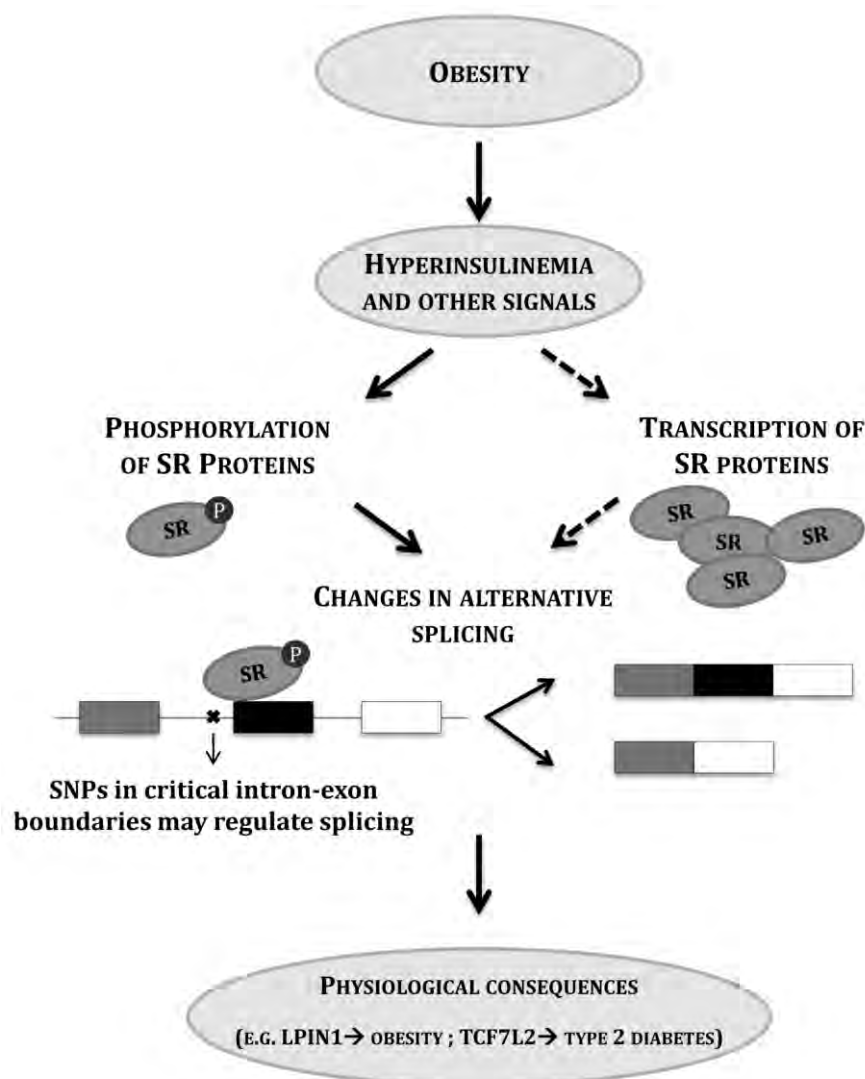 OBESITY
HYPERINSULINEMIA
AND OTHER SIGNALS
PHOSPHORYLATION
OF SR PROTEINS
TRANSCRIPTION OF
SR PROTEINS
SR
P
SR
SR
SR
SR
CHANGES IN ALTERNATIVE
SPLICING
SR
P
SNPs in critical intron-exon
boundaries may regulate splicing
PHYSIOLOGICAL CONSEQUENCES
(E.G. LPIN1→ OBESITY ; TCF7L2→ TYPE 2 DIABETES)